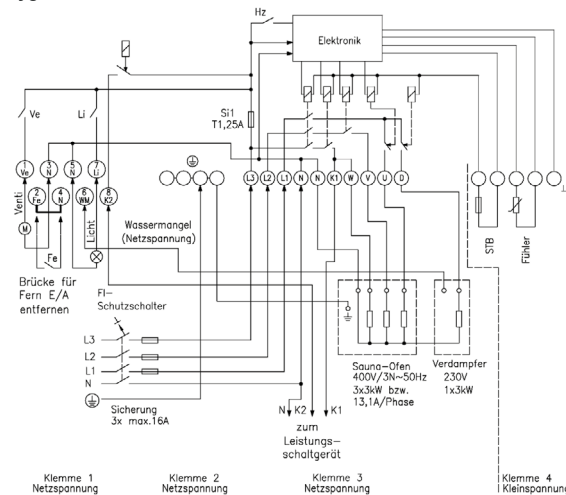 Hz
Elektronik
Ve
Li
Si1
T1,25A
1
Ve
3
N
5
N
7
Li
2
Fe
4
N
6
WM
8
K2
L3
L2
L1
N
N
K1
W
V
U
D
Venti
M
Licht
Fe
Wassermangel
(Netzspannung)
Brücke für
Fern E/A
entfernen
FI-
Schutzschalter
L3
L2
L1
N
Sicherung
3x max.16A
N
K2
K1
zum
Leistungs-
schaltgerät
Sauna-Ofen
400V/3N~50Hz
3x3kW bzw.
13,1A/Phase
Verdampfer
230V
1x3kW
STB
Fühler
Klemme 1
Netzspannung
Klemme 2
Netzspannung
Klemme 3
Netzspannung
Klemme 4
Kleinspannung